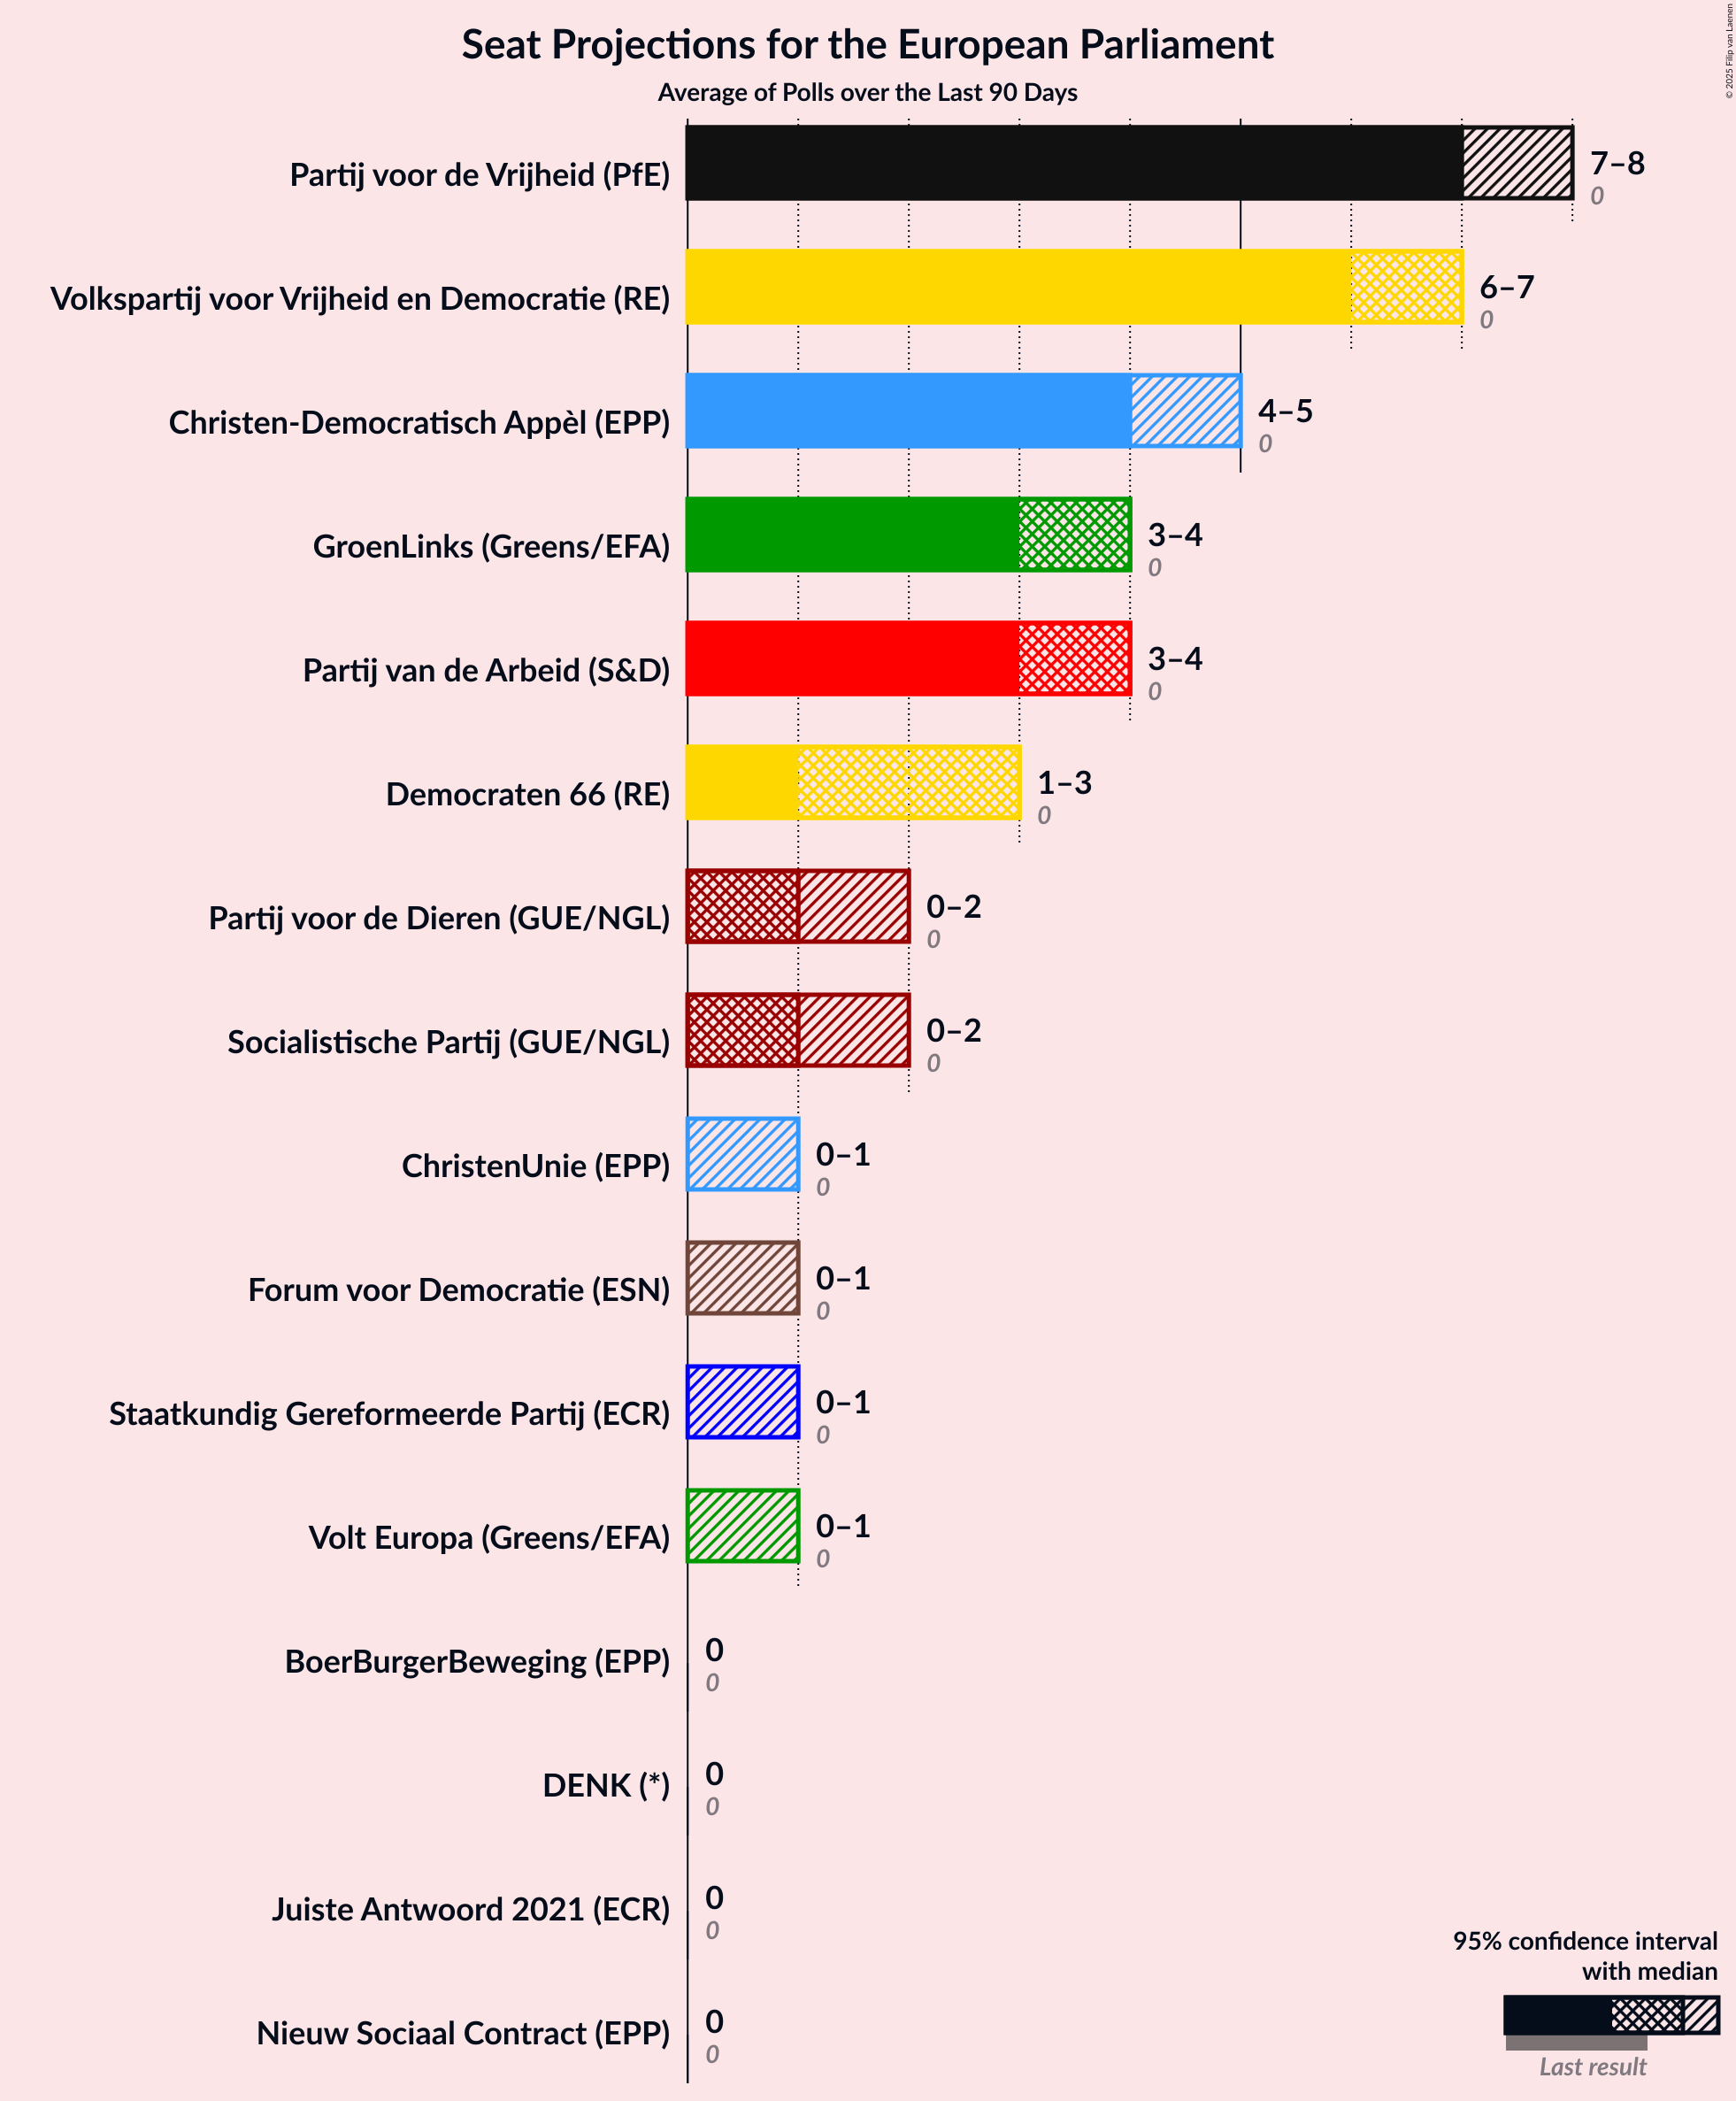 Seat Projections for the European Parliament
Average of Polls over the Last 90 Days
© 2025 Filip van Laenen
Partij voor de Vrijheid (PfE)
7–8
0
Volkspartij voor Vrijheid en Democratie (RE)
6–7
0
Christen-Democratisch Appèl (EPP)
4–5
0
GroenLinks (Greens/EFA)
3–4
0
Partij van de Arbeid (S&D)
3–4
0
Democraten 66 (RE)
1–3
0
Partij voor de Dieren (GUE/NGL)
0–2
0
Socialistische Partij (GUE/NGL)
0–2
0
ChristenUnie (EPP)
0–1
0
Forum voor Democratie (ESN)
0–1
0
Staatkundig Gereformeerde Partij (ECR)
0–1
0
Volt Europa (Greens/EFA)
0–1
0
BoerBurgerBeweging (EPP)
0
0
DENK (*)
0
0
Juiste Antwoord 2021 (ECR)
0
0
Nieuw Sociaal Contract (EPP)
0
0
95% confidence interval
with median
Last result